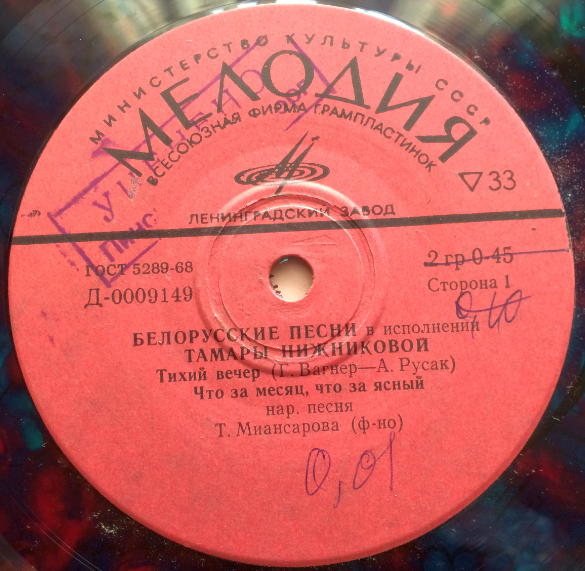 МИНИСТЕРСТВО КУЛЬТУРЫ СССР
МЕЛОДИЯ
ВСЕСОЮЗНАЯ ФИРМА ГРАМПЛАСТИНОК
33
ЛЕНИНГРАДСКИЙ ЗАВОД
ГОСТ 5289-68
2 гр 0-45
Д-0009149
Сторона 1
0,10
БЕЛОРУССКИЕ ПЕСНИ в исполнении
ТАМАРЫ НИЖНИКОВОЙ
Тихий вечер (Г. Вагнер—А. Русак)
Что за месяц, что за ясный
нар. песня
Т. Миансарова (ф-но)
0,01